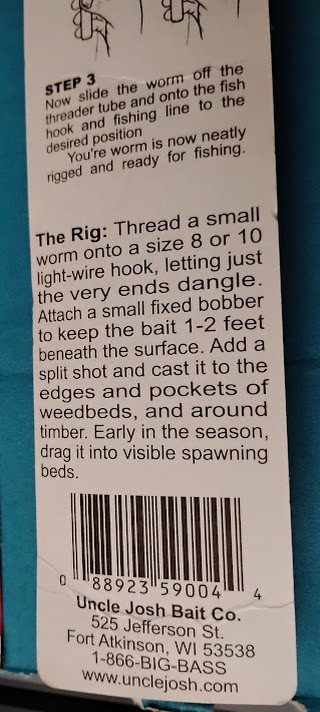 STEP 3
Now slide the worm off the
threader tube and onto the fish
hook and fishing line to the
desired position
You're worm is now neatly
rigged and ready for fishing.
The Rig: Thread a small
worm onto a size 8 or 10
light-wire hook, letting just
the very ends dangle.
Attach a small fixed bobber
to keep the bait 1-2 feet
beneath the surface. Add a
split shot and cast it to the
edges and pockets of
weedbeds, and around
timber. Early in the season,
drag it into visible spawning
beds.
0 88923 59004 4
Uncle Josh Bait Co.
525 Jefferson St.
Fort Atkinson, WI 53538
1-866-BIG-BASS
www.unclejosh.com